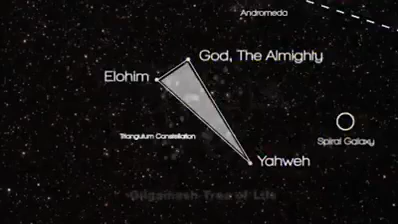 Andromeda
God, The Almighty
Elohim
Triangulum Constellation
Spiral Galaxy
Yahweh
Gilgamesh Tree of Life